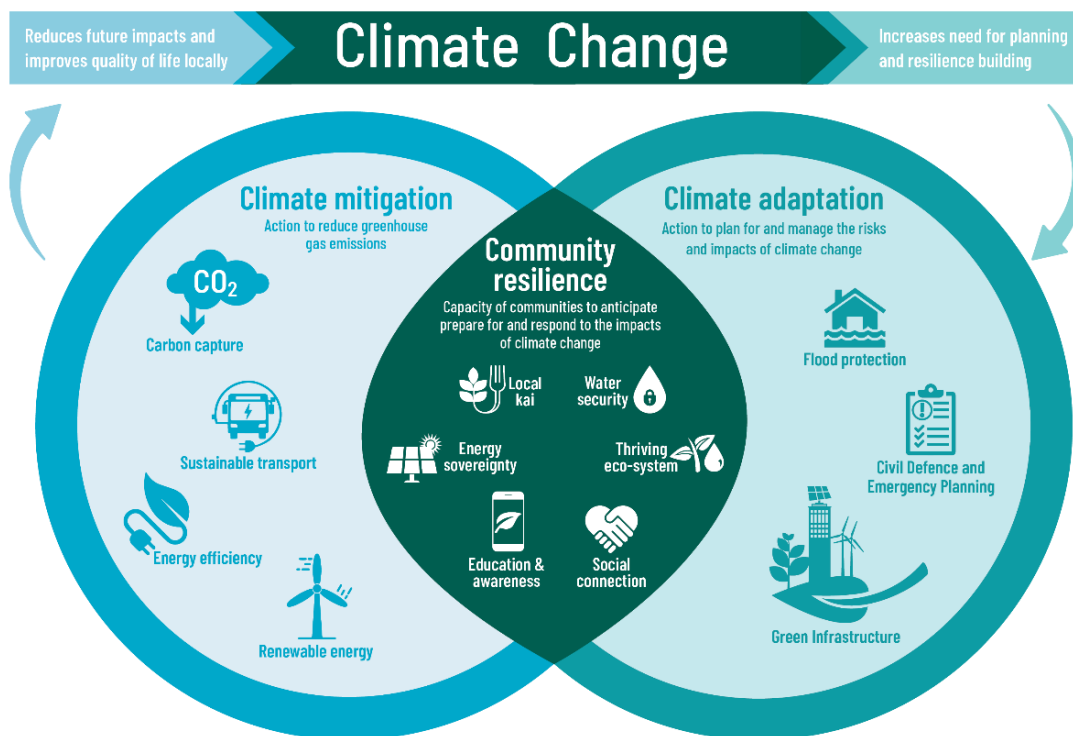 Reduces future impacts and
improves quality of life locally
Climate Change
Increases need for planning
and resilience building
Climate mitigation
Action to reduce greenhouse
gas emissions
CO₂
Carbon capture
Sustainable transport
Energy efficiency
Renewable energy
Community
resilience
Capacity of communities to anticipate
prepare for and respond to the impacts
of climate change
Local
kai
Water
security
Energy
sovereignty
Thriving
eco-system
Education &
awareness
Social
connection
Climate adaptation
Action to plan for and manage the risks
and impacts of climate change
Flood protection
Civil Defence and
Emergency Planning
Green Infrastructure